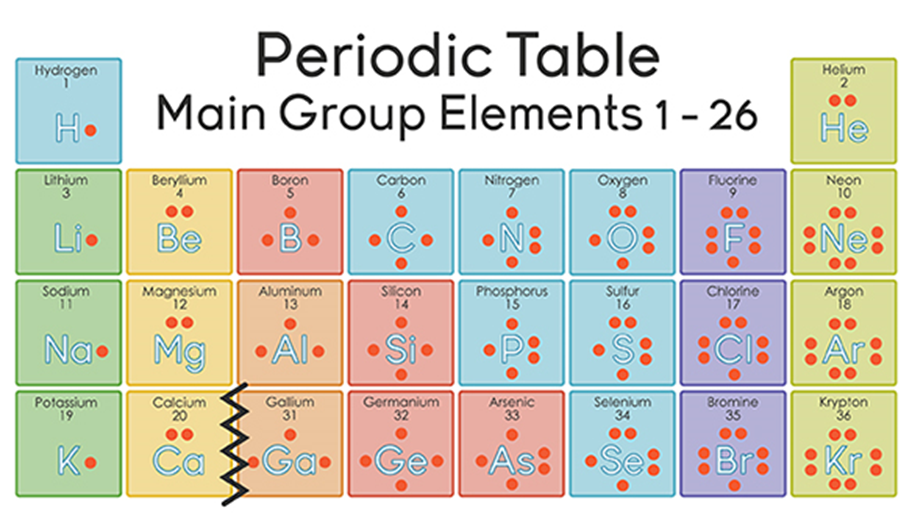 Periodic Table
Main Group Elements 1 - 26
Hydrogen
1
H
Helium
2
He
Lithium
3
Li
Beryllium
4
Be
Boron
5
B
Carbon
6
C
Nitrogen
7
N
Oxygen
8
O
Fluorine
9
F
Neon
10
Ne
Sodium
11
Na
Magnesium
12
Mg
Aluminum
13
Al
Silicon
14
Si
Phosphorus
15
P
Sulfur
16
S
Chlorine
17
Cl
Argon
18
Ar
Potassium
19
K
Calcium
20
Ca
Gallium
31
Ga
Germanium
32
Ge
Arsenic
33
As
Selenium
34
Se
Bromine
35
Br
Krypton
36
Kr